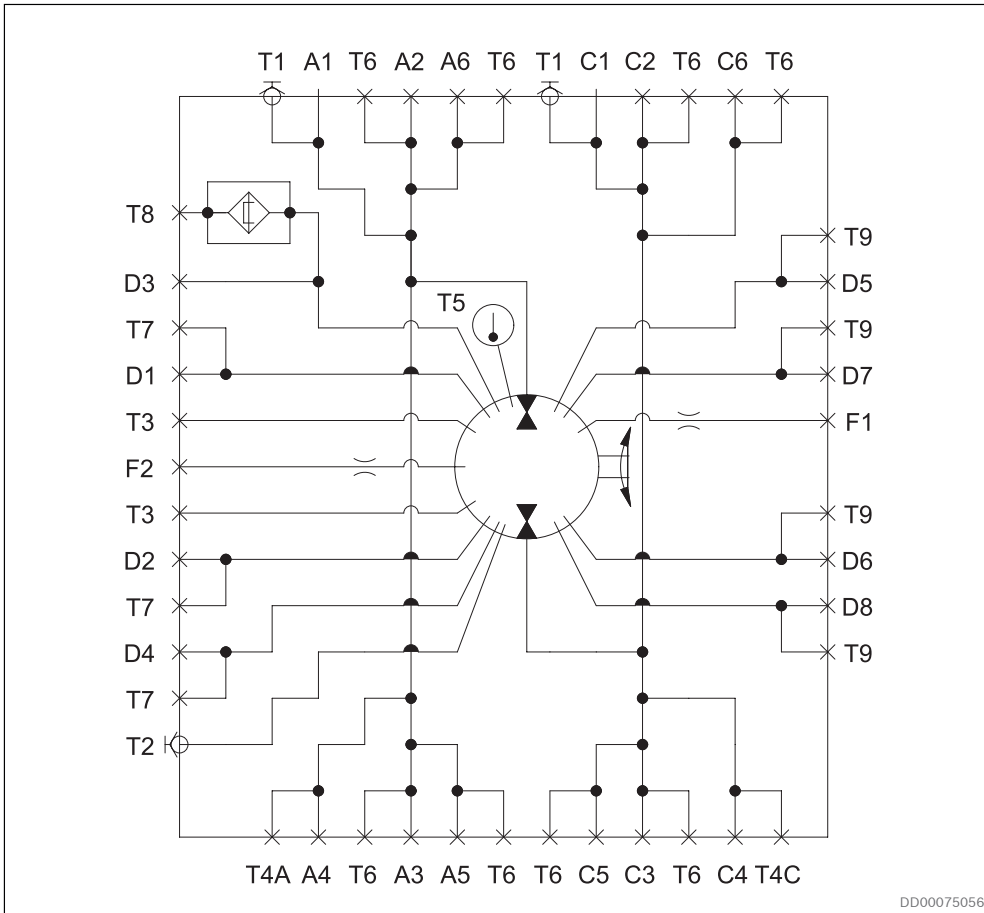 T1 A1 T6 A2 A6 T6 T1 C1 C2 T6 C6 T6
T8
T9
D3
D5
T5
T7
T9
D1
D7
T3
F1
F2
T3
T9
D2
D6
T7
D8
D4
T9
T7
T2
T4A A4 T6 A3 A5 T6 T6 C5 C3 T6 C4 T4C
DD00075056